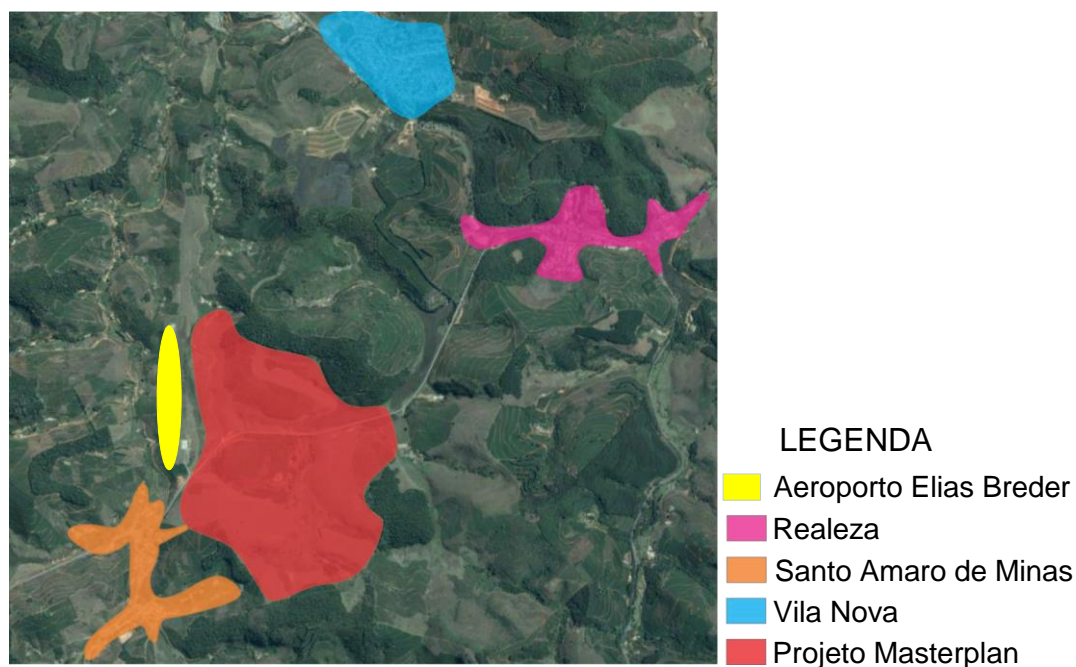 LEGENDA
Aeroporto Elias Breder
Realeza
Santo Amaro de Minas
Vila Nova
Projeto Masterplan